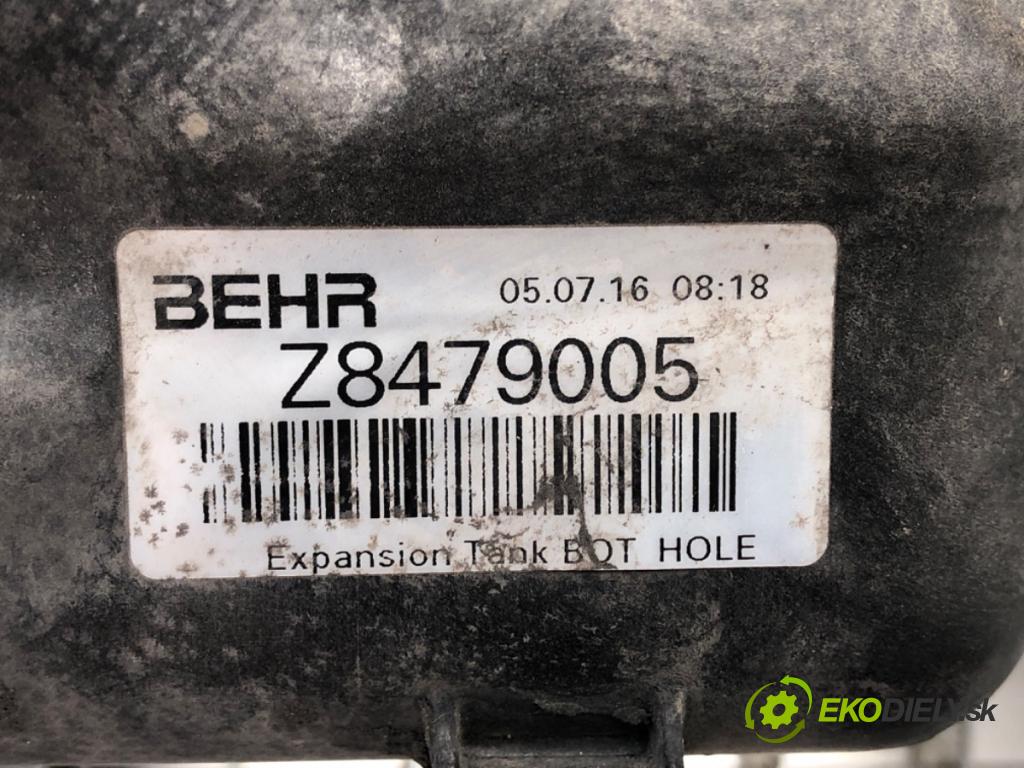 BEHR 05.07.16 08:18
Z8479005
Expansion Tank BOT HOLE
EKODIELY.sk